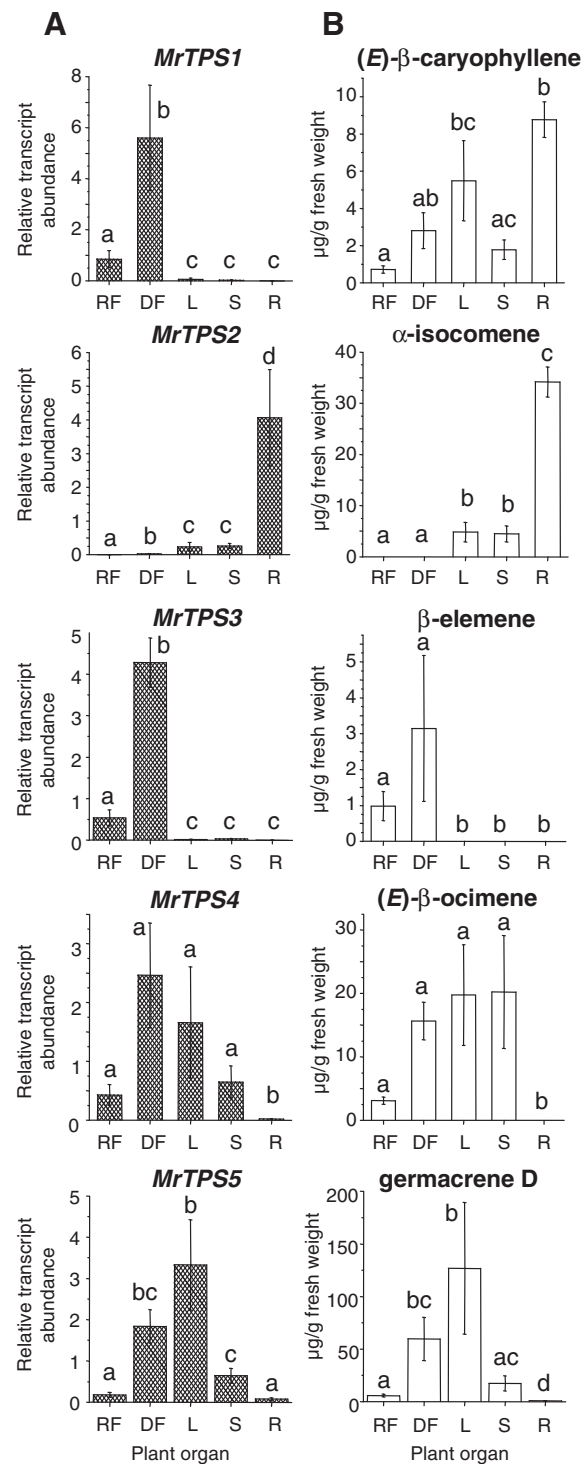 A
B
MrTPS1
(E)-β-caryophyllene
Relative transcript
abundance
8
6
4
2
0
a
b
c
c
c
RF DF L S R
μg/g fresh weight
10
8
6
4
2
0
a
ab
bc
ac
b
RF DF L S R
MrTPS2
α-isocomene
Relative transcript
abundance
6
5
4
3
2
1
0
a
b
c
c
d
RF DF L S R
μg/g fresh weight
40
30
20
10
0
a
a
b
b
c
RF DF L S R
MrTPS3
β-elemene
Relative transcript
abundance
5
4
3
2
1
0
a
b
c
c
c
RF DF L S R
μg/g fresh weight
5
4
3
2
1
0
a
a
b
b
b
RF DF L S R
MrTPS4
(E)-β-ocimene
Relative transcript
abundance
3
2
1
0
a
a
a
a
b
RF DF L S R
μg/g fresh weight
30
20
10
0
a
a
a
a
b
RF DF L S R
MrTPS5
germacrene D
Relative transcript
abundance
5
4
3
2
1
0
a
bc
b
c
a
RF DF L S R
Plant organ
μg/g fresh weight
200
150
100
50
0
a
bc
b
ac
d
RF DF L S R
Plant organ